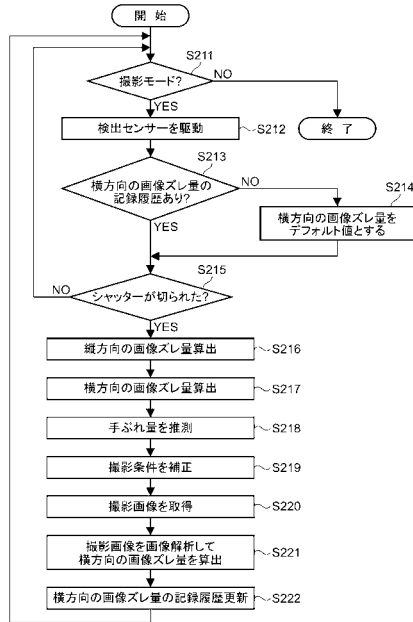 開始
S211
撮影モード?
NO
YES
終了
検出センサーを駆動
S212
S213
横方向の画像ズレ量の
記録履歴あり?
NO
YES
S214
横方向の画像ズレ量を
デフォルト値とする
S215
シャッターが切られた?
NO
YES
縦方向の画像ズレ量算出
S216
横方向の画像ズレ量算出
S217
手ぶれ量を推測
S218
撮影条件を補正
S219
撮影画像を取得
S220
撮影画像を画像解析して
横方向の画像ズレ量を算出
S221
横方向の画像ズレ量の記録履歴更新
S222